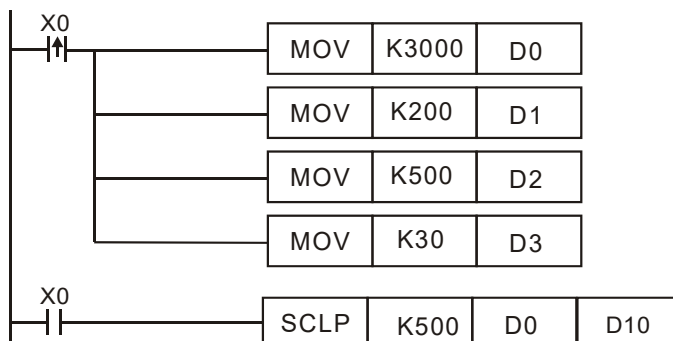 X0
MOV K3000 D0
MOV K200 D1
MOV K500 D2
MOV K30 D3
X0
SCLP K500 D0 D10